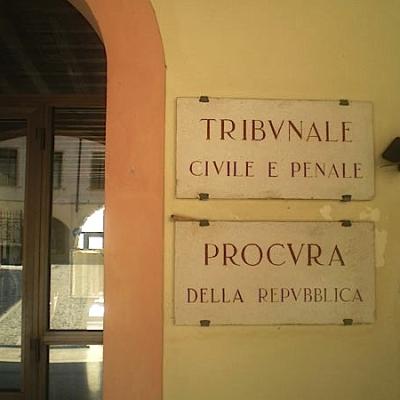 TRIBVNALE
CIVILE E PENALE
PROCVRA
DELLA REPVBBLICA